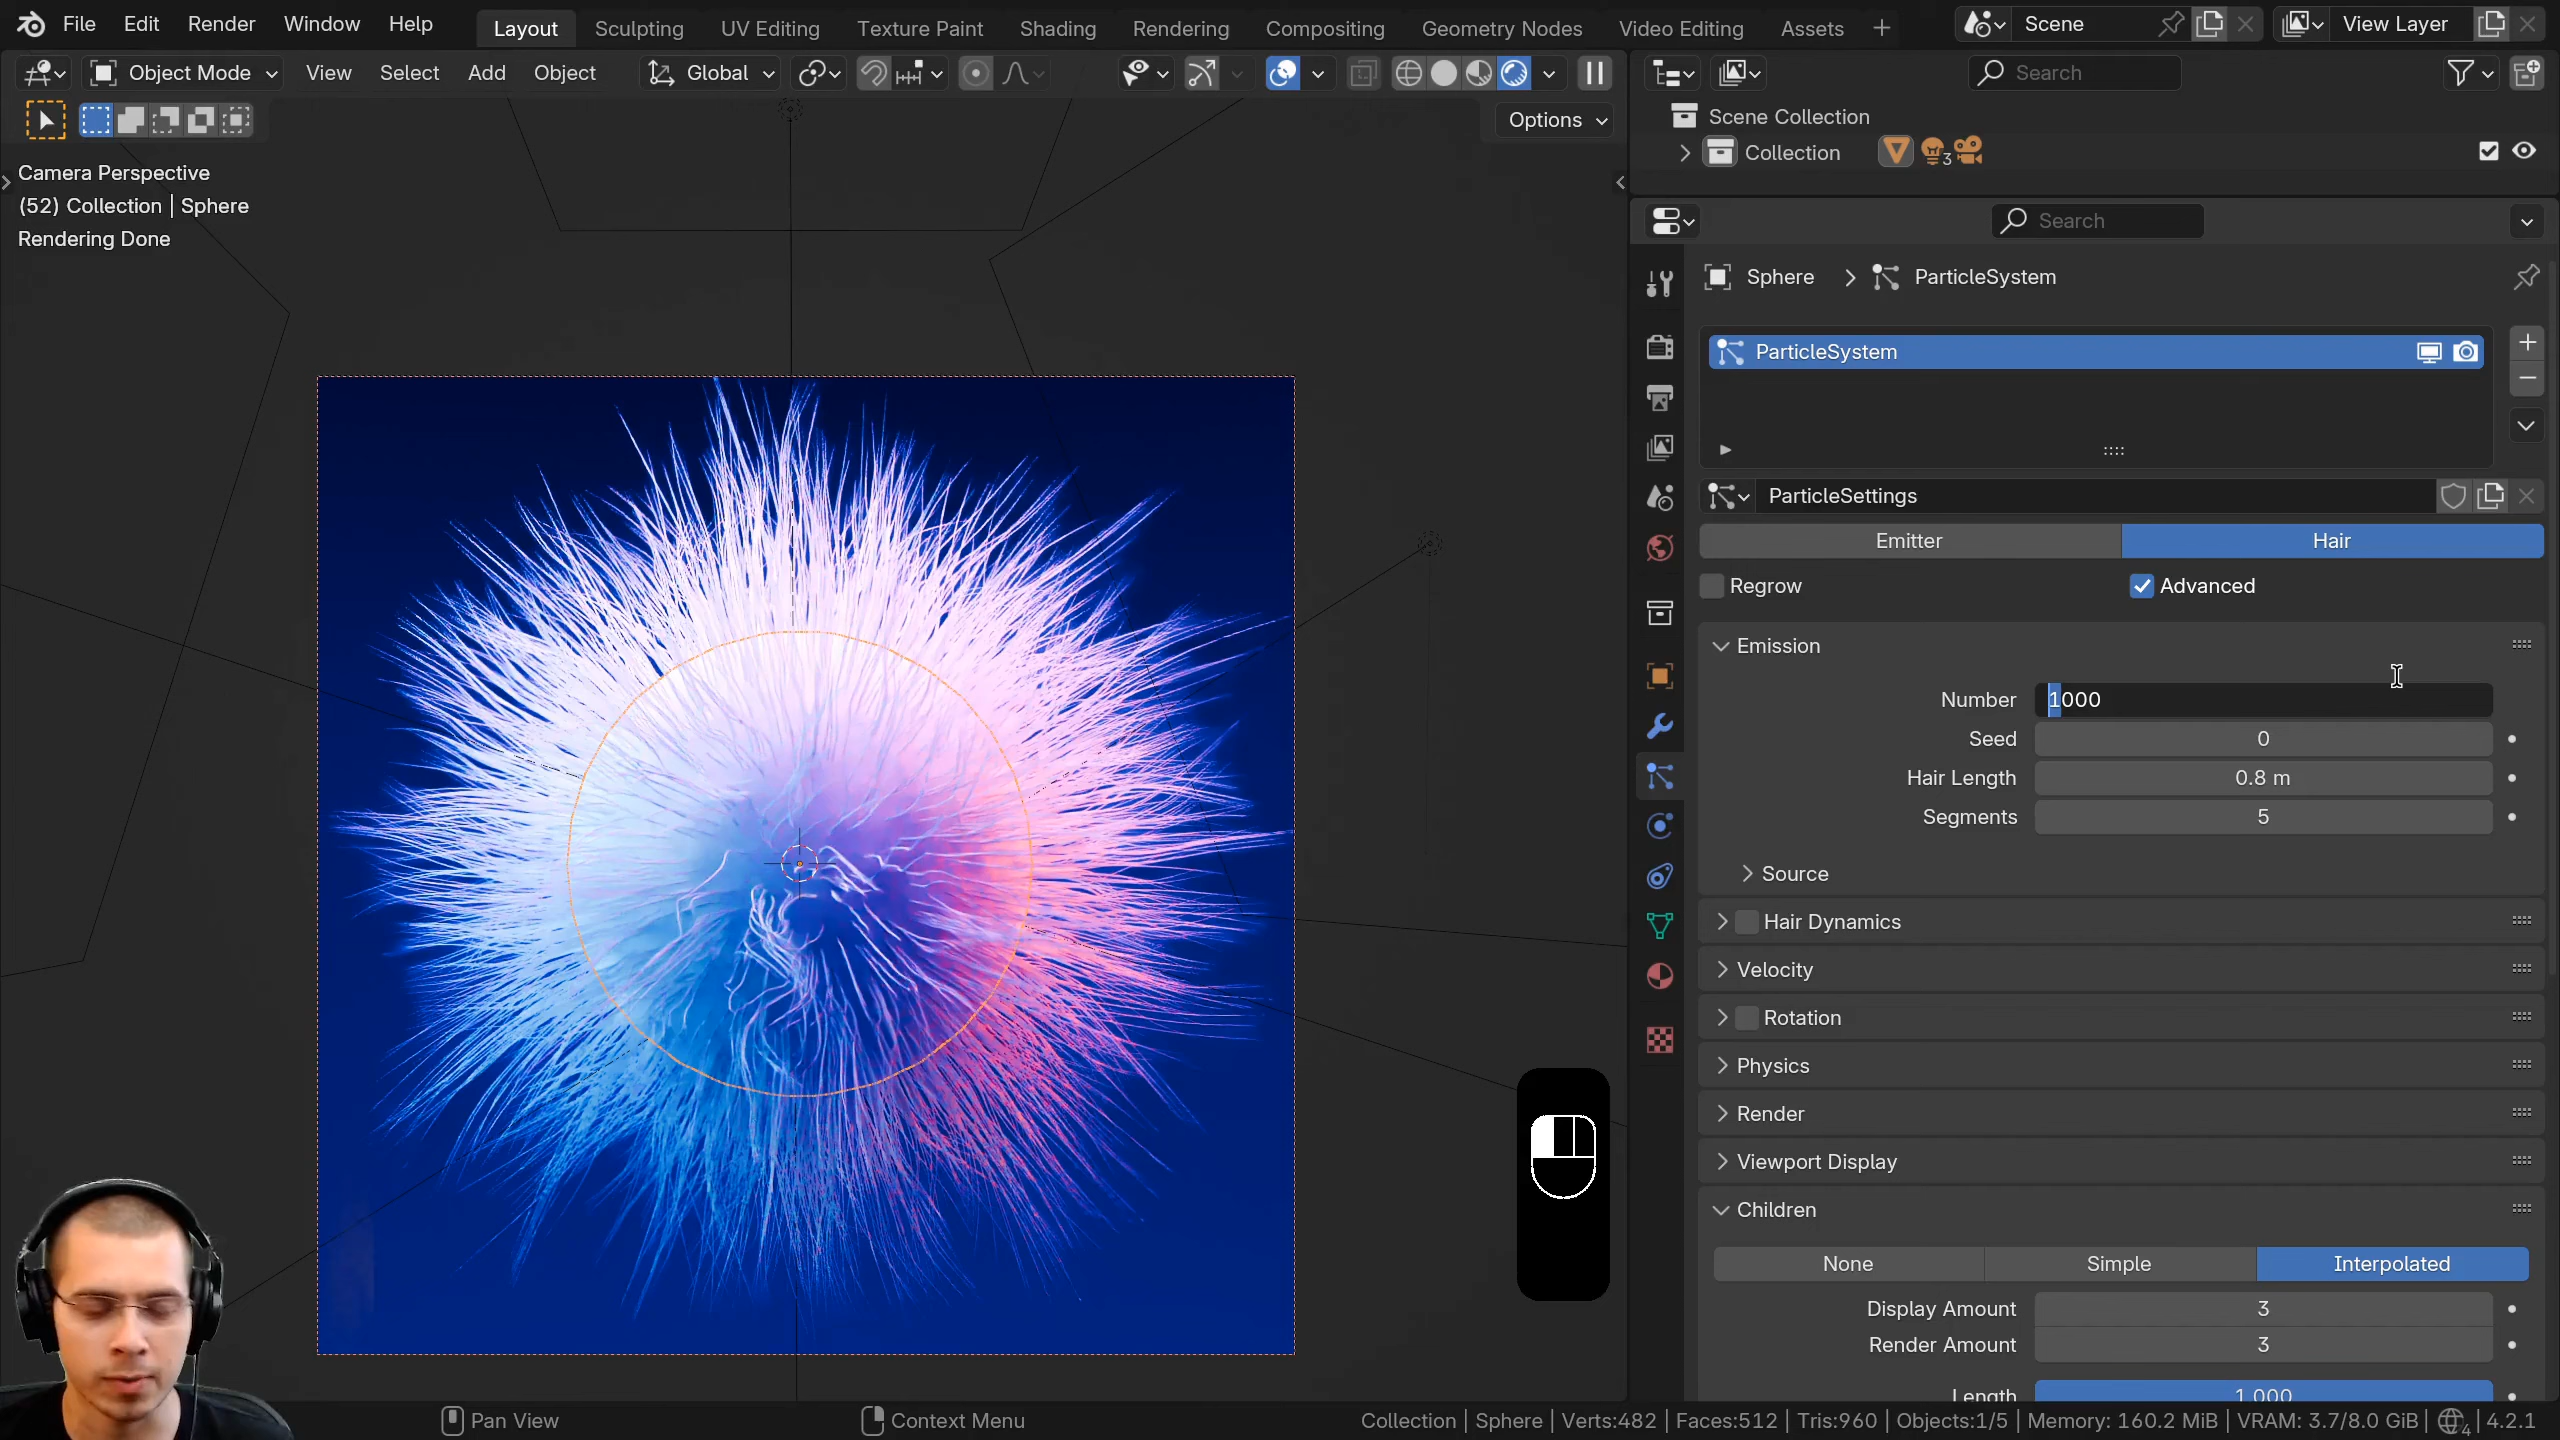 File Edit Render Window Help Layout Sculpting UV Editing Texture Paint Shading Rendering Compositing Geometry Nodes Video Editing Assets + Scene View Layer
Object Mode View Select Add Object Global Search
Options
Scene Collection
Collection 3
Camera Perspective
(52) Collection | Sphere
Rendering Done
Search
Sphere ParticleSystem
ParticleSystem
ParticleSettings
Emitter Hair
Regrow Advanced
Emission
Number 1000
Seed 0
Hair Length 0.8 m
Segments 5
Source
Hair Dynamics
Velocity
Rotation
Physics
Render
Viewport Display
Children
None Simple Interpolated
Display Amount 3
Render Amount 3
Length 1.000
Pan View Context Menu Collection | Sphere | Verts:482 | Faces:512 | Tris:960 | Objects:1/5 | Memory: 160.2 MiB | VRAM: 3.7/8.0 GiB | 4 | 4.2.1